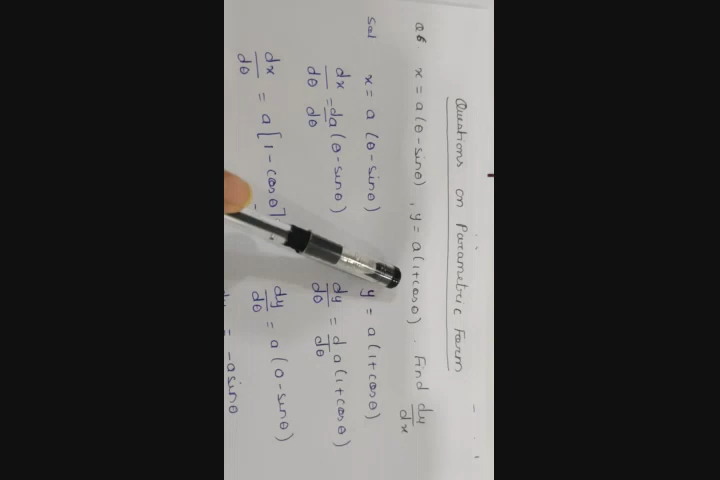 Questions on Parametric Form
Q6 x = a(θ - sinθ), y = a(1+cosθ). Find dy/dx
Sol x = a (θ - sinθ) y = a(1+cosθ)
dx/dθ = da/dθ (θ - sinθ) dy/dθ = d/dθ a(1+cosθ)
dx/dθ = a[1 - cosθ] dy/dθ = a(0 - sinθ)
= -asinθ